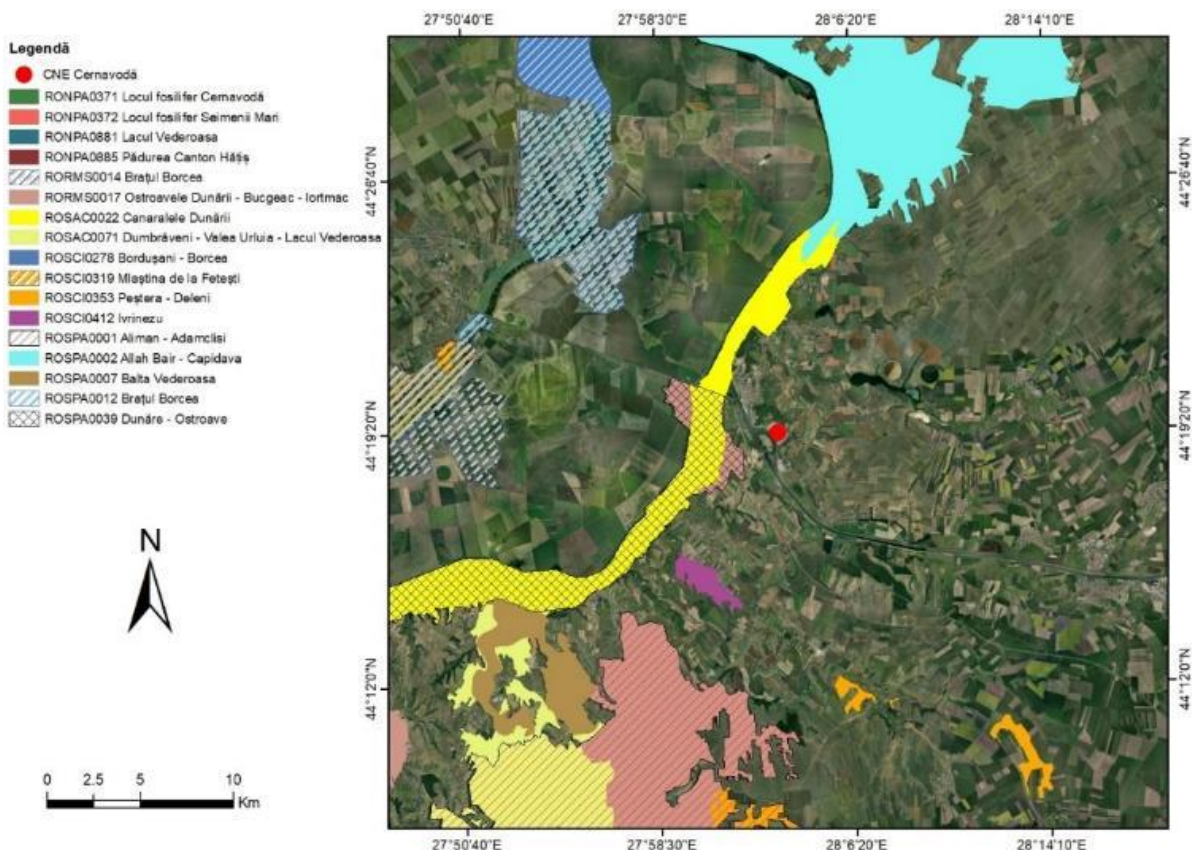 27°50'40"E 27°58'30"E 28°6'20"E 28°14'10"E
Legendă
CNE Cernavodă
RONPA0371 Locul fosilifer Cernavodă
RONPA0372 Locul fosilifer Seimenii Mari
RONPA0881 Lacul Vederoasa
RONPA0885 Pădurea Canton Hățiș
RORMS0014 Brațul Borcea
RORMS0017 Ostroavele Dunării - Bucgeac - Iortmac
ROSAC0022 Canaralele Dunării
ROSAC0071 Dumbrăveni - Valea Urluia - Lacul Vederoasa
ROSCI0278 Bordușani - Borcea
ROSCI0319 Mlaștina de la Fetești
ROSCI0353 Peștera - Deleni
ROSCI0412 Ivrinezu
ROSPA0001 Aliman - Adamclisi
ROSPA0002 Allah Bair - Capidava
ROSPA0007 Balta Vederoasa
ROSPA0012 Brațul Borcea
ROSPA0039 Dunăre - Ostroave
44°26'40"N
44°26'40"N
44°19'20"N
44°19'20"N
44°12'0"N
44°12'0"N
N
0 2.5 5 10
Km
27°50'40"E 27°58'30"E 28°6'20"E 28°14'10"E